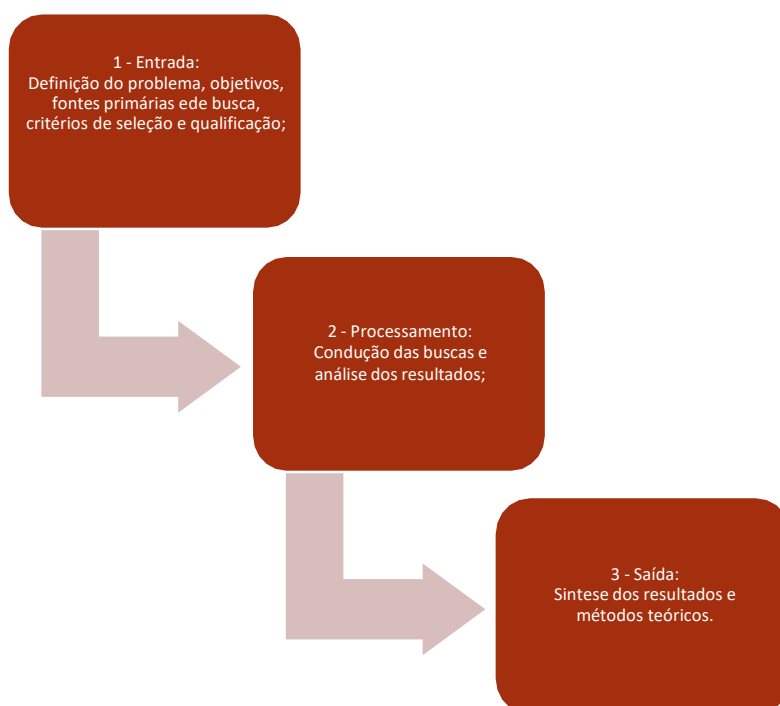 1 - Entrada:
Definição do problema, objetivos,
fontes primárias ede busca,
critérios de seleção e qualificação;
2 - Processamento:
Condução das buscas e
análise dos resultados;
3 - Saída:
Sintese dos resultados e
métodos teóricos.